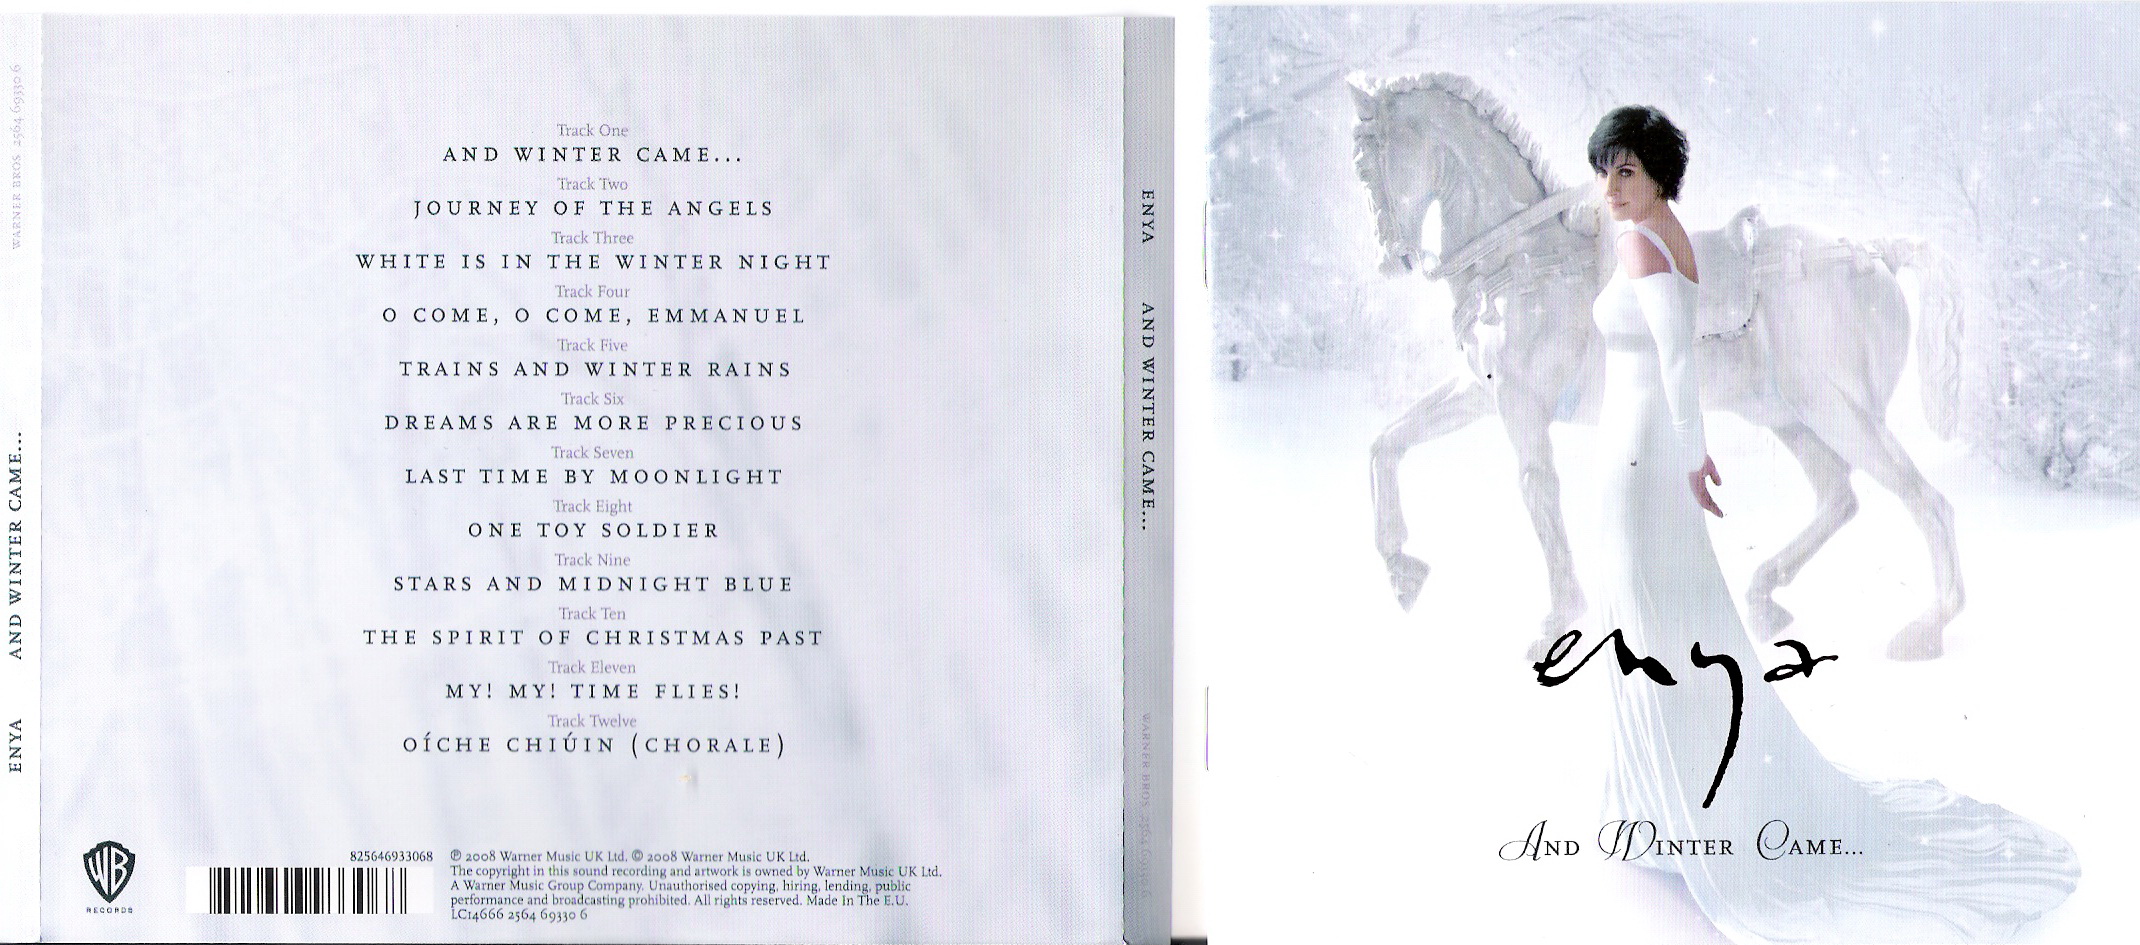 WARNER BROS 2564 69330 6
AND WINTER CAME...
ENYA
Track One
AND WINTER CAME...
Track Two
JOURNEY OF THE ANGELS
Track Three
WHITE IS IN THE WINTER NIGHT
Track Four
O COME, O COME, EMMANUEL
Track Five
TRAINS AND WINTER RAINS
Track Six
DREAMS ARE MORE PRECIOUS
Track Seven
LAST TIME BY MOONLIGHT
Track Eight
ONE TOY SOLDIER
Track Nine
STARS AND MIDNIGHT BLUE
Track Ten
THE SPIRIT OF CHRISTMAS PAST
Track Eleven
MY! MY! TIME FLIES!
Track Twelve
OÍCHE CHIÚIN (CHORALE)
WB
RECORDS
825646933068
℗ 2008 Warner Music UK Ltd. © 2008 Warner Music UK Ltd.
The copyright in this sound recording and artwork is owned by Warner Music UK Ltd.
A Warner Music Group Company. Unauthorised copying, hiring, lending, public
performance and broadcasting prohibited. All rights reserved. Made In The E.U.
LC14666 2564 69330 6
ENYA
AND WINTER CAME...
WARNER BROS 2564 69330 6
enya
AND WINTER CAME...